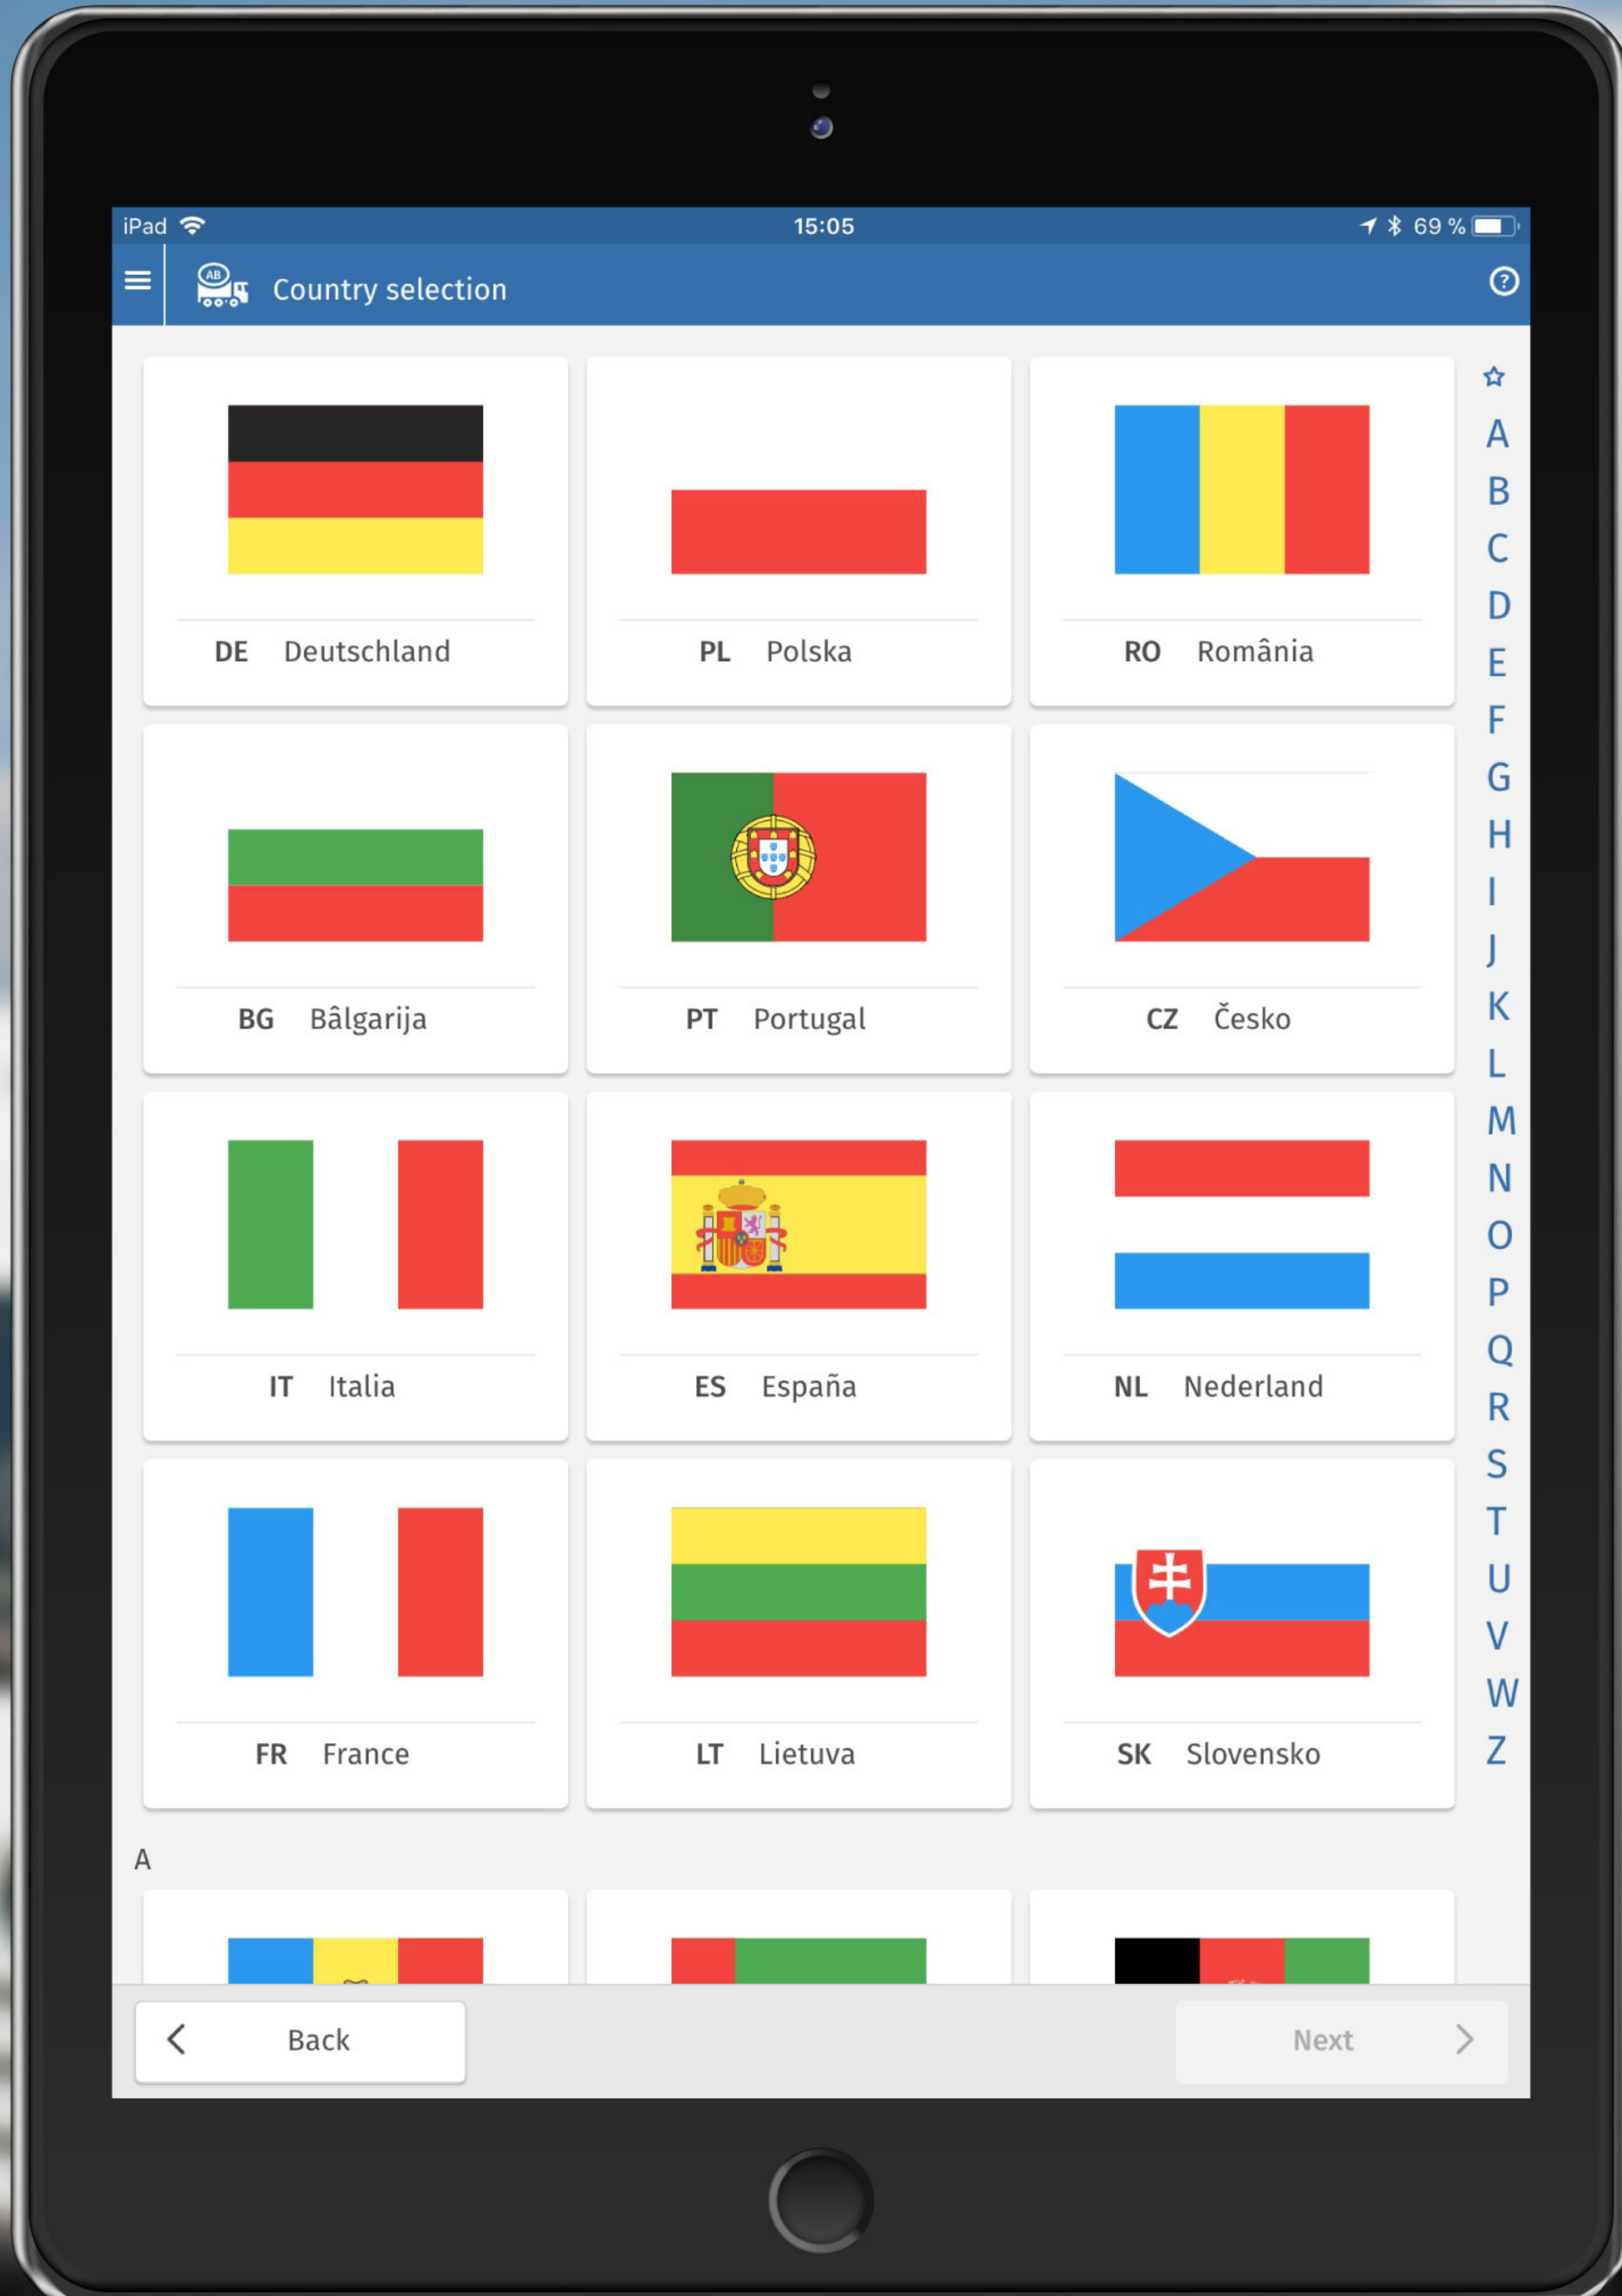 iPad 15:05 69 %
AB Country selection
DE Deutschland
PL Polska
RO România
BG Bâlgarija
PT Portugal
CZ Česko
IT Italia
ES España
NL Nederland
FR France
LT Lietuva
SK Slovensko
A
B
C
D
E
F
G
H
I
J
K
L
M
N
O
P
Q
R
S
T
U
V
W
Z
A
Back
Next